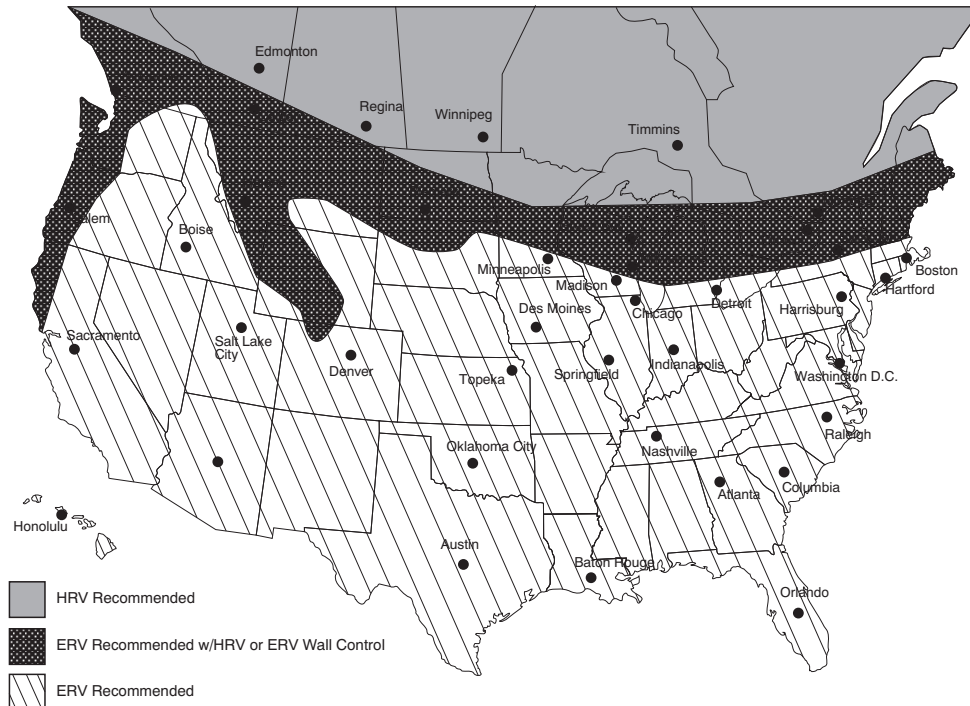 Edmonton
Regina
Winnipeg
Timmins
Salem
Boise
Minneapolis
Boston
Madison
Hartford
Chicago
Detroit
Des Moines
Harrisburg
Sacramento
Salt Lake
City
Denver
Topeka
Springfield
Indianapolis
Washington D.C.
Raleigh
Oklahoma City
Nashville
Columbia
Atlanta
Honolulu
Austin
Baton Rouge
Orlando
HRV Recommended
ERV Recommended w/HRV or ERV Wall Control
ERV Recommended